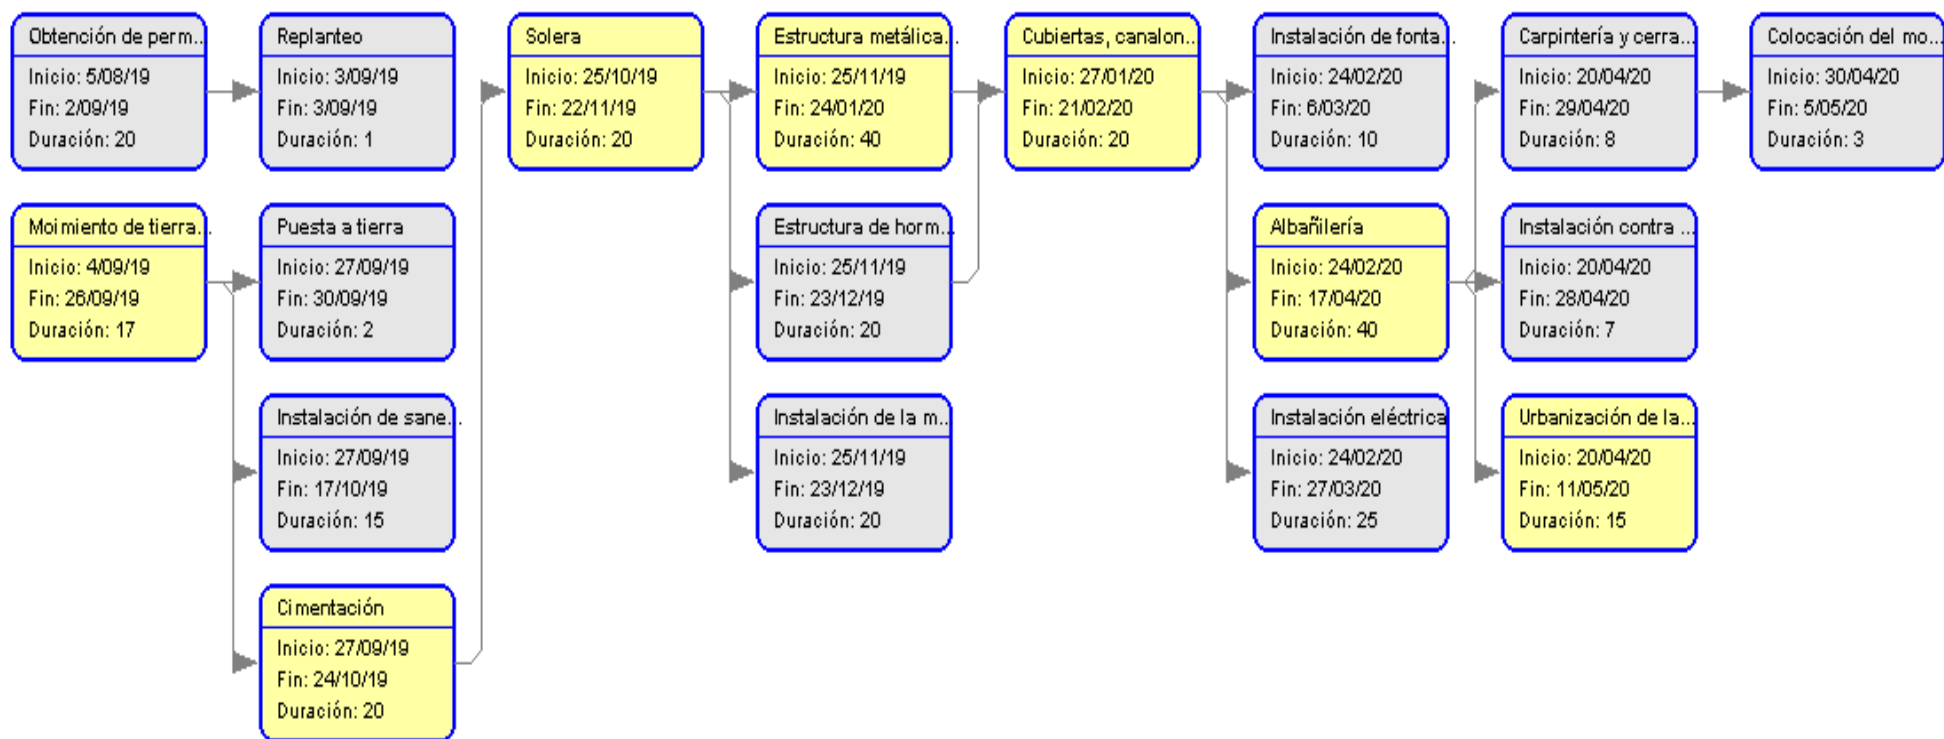 Obtención de perm...
Inicio: 5/08/19
Fin: 2/09/19
Duración: 20
Replanteo
Inicio: 3/09/19
Fin: 3/09/19
Duración: 1
Solera
Inicio: 25/10/19
Fin: 22/11/19
Duración: 20
Estructura metálica...
Inicio: 25/11/19
Fin: 24/01/20
Duración: 40
Cubiertas, canalon...
Inicio: 27/01/20
Fin: 21/02/20
Duración: 20
Instalación de fonta...
Inicio: 24/02/20
Fin: 6/03/20
Duración: 10
Carpintería y cerra...
Inicio: 20/04/20
Fin: 29/04/20
Duración: 8
Colocación del mo...
Inicio: 30/04/20
Fin: 5/05/20
Duración: 3
Moimiento de tierra...
Inicio: 4/09/19
Fin: 26/09/19
Duración: 17
Puesta a tierra
Inicio: 27/09/19
Fin: 30/09/19
Duración: 2
Estructura de horm...
Inicio: 25/11/19
Fin: 23/12/19
Duración: 20
Albañilería
Inicio: 24/02/20
Fin: 17/04/20
Duración: 40
Instalación contra ...
Inicio: 20/04/20
Fin: 28/04/20
Duración: 7
Instalación de sane...
Inicio: 27/09/19
Fin: 17/10/19
Duración: 15
Instalación de la m...
Inicio: 25/11/19
Fin: 23/12/19
Duración: 20
Instalación eléctrica
Inicio: 24/02/20
Fin: 27/03/20
Duración: 25
Urbanización de la...
Inicio: 20/04/20
Fin: 11/05/20
Duración: 15
Cimentación
Inicio: 27/09/19
Fin: 24/10/19
Duración: 20